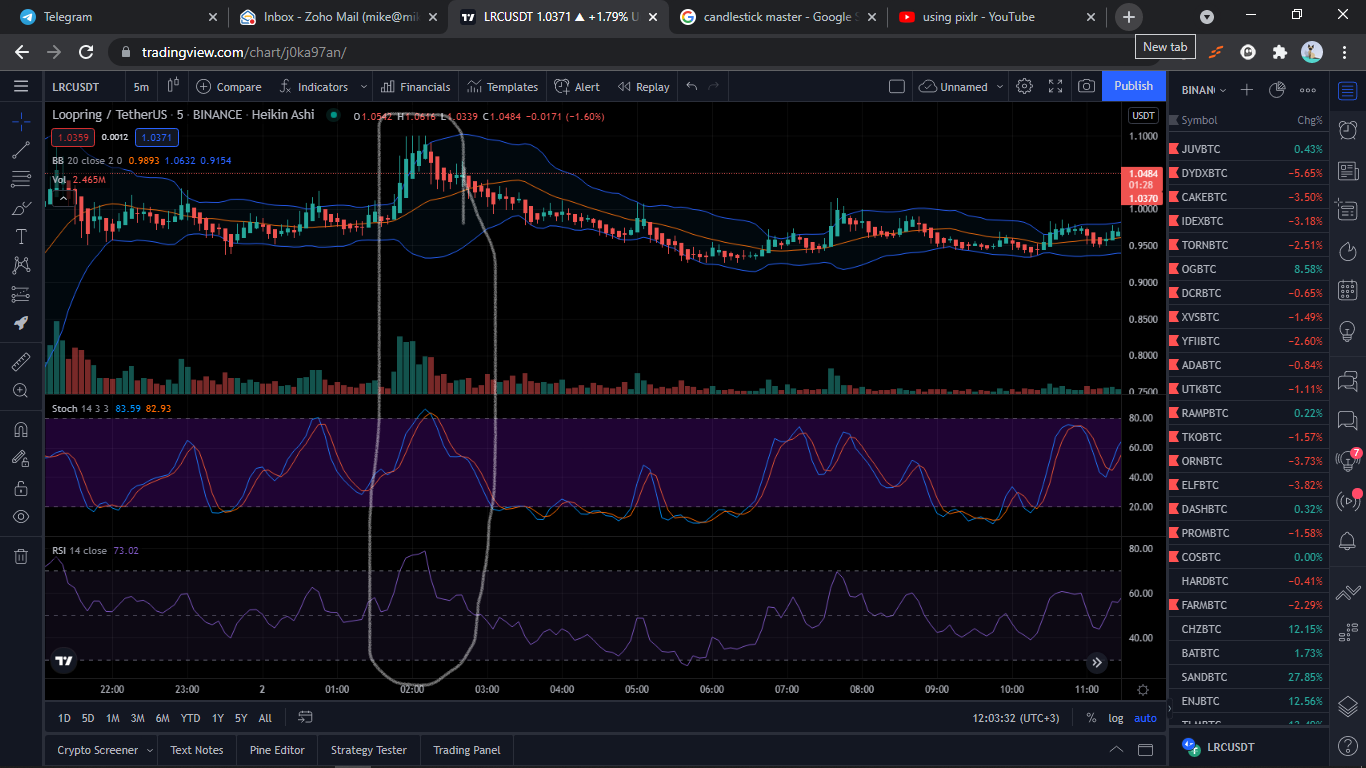 Telegram
Inbox - Zoho Mail (mike@mi
LRCUSDT 1.0371 ▲ +1.79% U
candlestick master - Google S
using pixlr - YouTube
New tab
tradingview.com/chart/j0ka97an/
LRCUSDT 5m Compare Indicators Financials Templates Alert Replay Unnamed Publish
Loopring / TetherUS · 5 · BINANCE · Heikin Ashi O1.0542 H1.0616 L1.0339 C1.0484 −0.0171 (−1.60%)
1.0359 0.0012 1.0371
BB 20 close 2 0 0.9893 1.0632 0.9154
Vol 2.465M
USDT
1.1000
1.0484
01:28
1.0370
1.0000
0.9500
0.9000
0.8500
0.8000
0.7500
Stoch 14 3 3 83.59 82.93
80.00
60.00
40.00
20.00
RSI 14 close 73.02
80.00
60.00
40.00
22:00 23:00 2 01:00 02:00 03:00 04:00 05:00 06:00 07:00 08:00 09:00 10:00 11:00
1D 5D 1M 3M 6M YTD 1Y 5Y All 12:03:32 (UTC+3) % log auto
Crypto Screener Text Notes Pine Editor Strategy Tester Trading Panel
BINAN
Symbol Chg%
JUVBTC 0.43%
DYDXBTC −5.65%
CAKEBTC −3.50%
IDEXBTC −3.18%
TORNBTC −2.51%
OGBTC 8.58%
DCRBTC −0.65%
XVSBTC −1.49%
YFIIBTC −2.60%
ADABTC −0.84%
UTKBTC −1.11%
RAMPBTC 0.22%
TKOBTC −1.57%
ORNBTC −3.73%
ELFBTC −3.82%
DASHBTC 0.32%
PROMBTC −1.58%
COSBTC 0.00%
HARDBTC −0.41%
FARMBTC −2.29%
CHZBTC 12.15%
BATBTC 1.73%
SANDBTC 27.85%
ENJBTC 12.56%
LRCUSDT
7